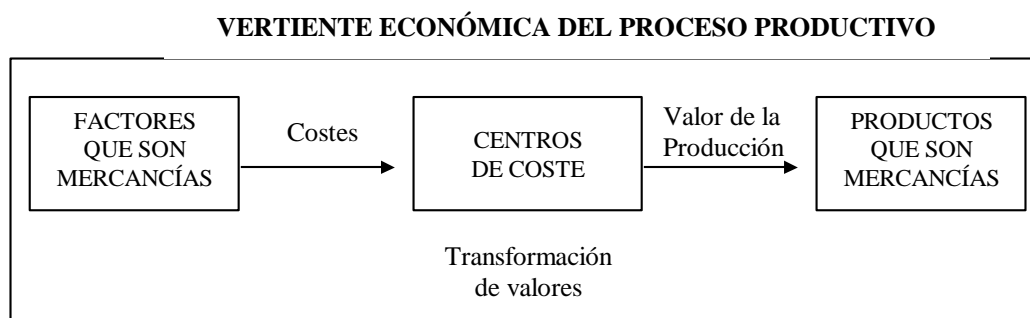 VERTIENTE ECONÓMICA DEL PROCESO PRODUCTIVO
FACTORES
QUE SON
MERCANCÍAS
Costes
CENTROS
DE COSTE
Valor de la
Producción
PRODUCTOS
QUE SON
MERCANCÍAS
Transformación
de valores